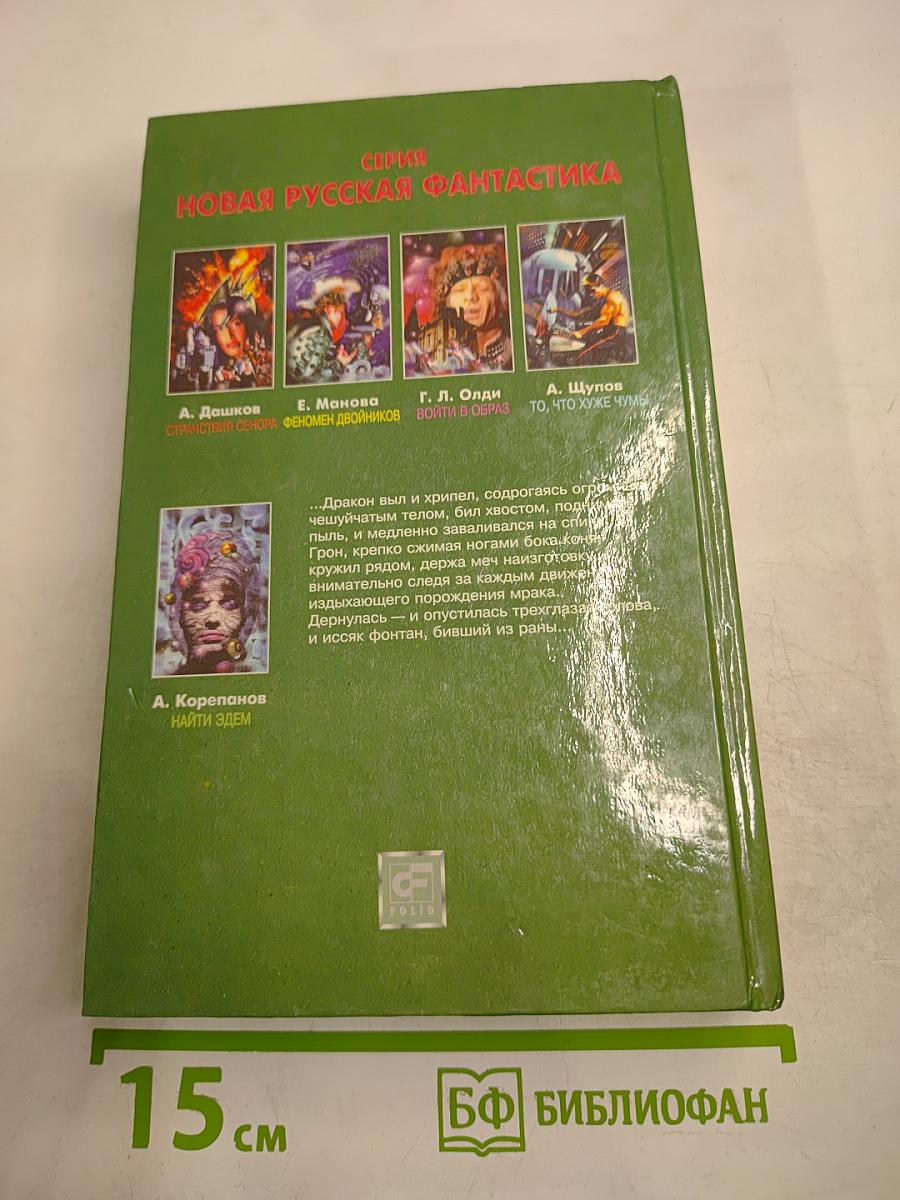 СЕРИЯ
НОВАЯ РУССКАЯ ФАНТАСТИКА
А. Дашков
СТРАНСТВИЯ СЕНОРА
Е. Манова
ФЕНОМЕН ДВОЙНИКОВ
Г. Л. Олди
ВОЙТИ В ОБРАЗ
А. Щупов
ТО, ЧТО ХУЖЕ ЧУМЫ
...Дракон выл и хрипел, содрогаясь
чешуйчатым телом, бил хвостом,
пыль, и медленно заваливался на
Грон, крепко сжимая ногами бока
кружил рядом, держа меч наизготовку
внимательно следя за каждым
издыхающего порождения мрака.
Дернулась — и опустилась трехглазая
и иссяк фонтан, бивший из раны...
А. Корепанов
НАЙТИ ЭДЕМ
FOLIO
15 см
БФ БИБЛИОФАН